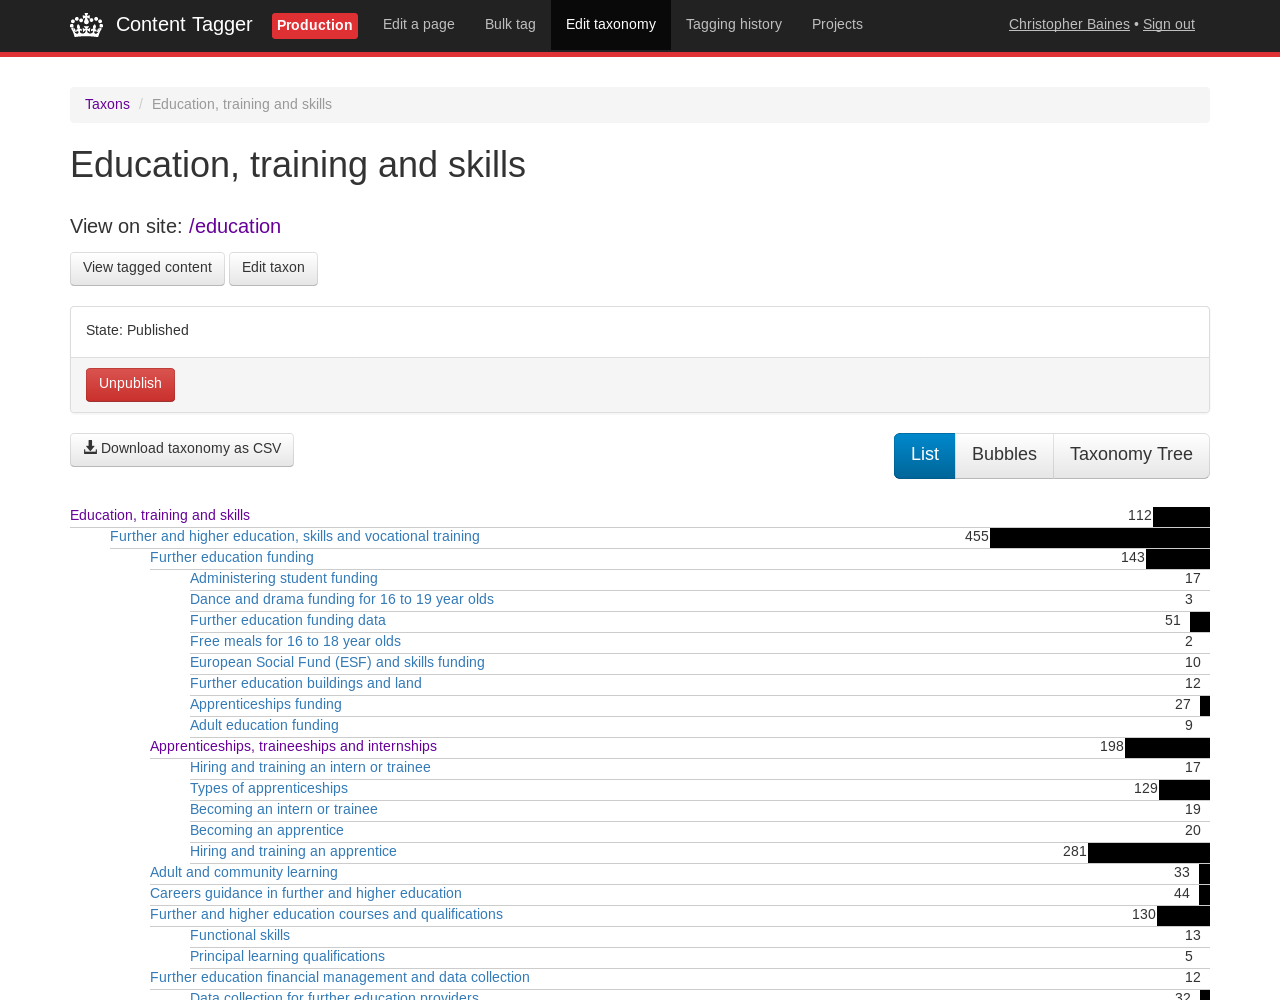 Content Tagger Production Edit a page Bulk tag Edit taxonomy Tagging history Projects Christopher Baines • Sign out
Taxons / Education, training and skills
Education, training and skills
View on site: /education
View tagged content Edit taxon
State: Published
Unpublish
Download taxonomy as CSV List Bubbles Taxonomy Tree
Education, training and skills 112
Further and higher education, skills and vocational training 455
Further education funding 143
Administering student funding 17
Dance and drama funding for 16 to 19 year olds 3
Further education funding data 51
Free meals for 16 to 18 year olds 2
European Social Fund (ESF) and skills funding 10
Further education buildings and land 12
Apprenticeships funding 27
Adult education funding 9
Apprenticeships, traineeships and internships 198
Hiring and training an intern or trainee 17
Types of apprenticeships 129
Becoming an intern or trainee 19
Becoming an apprentice 20
Hiring and training an apprentice 281
Adult and community learning 33
Careers guidance in further and higher education 44
Further and higher education courses and qualifications 130
Functional skills 13
Principal learning qualifications 5
Further education financial management and data collection 12
Data collection for further education providers 32